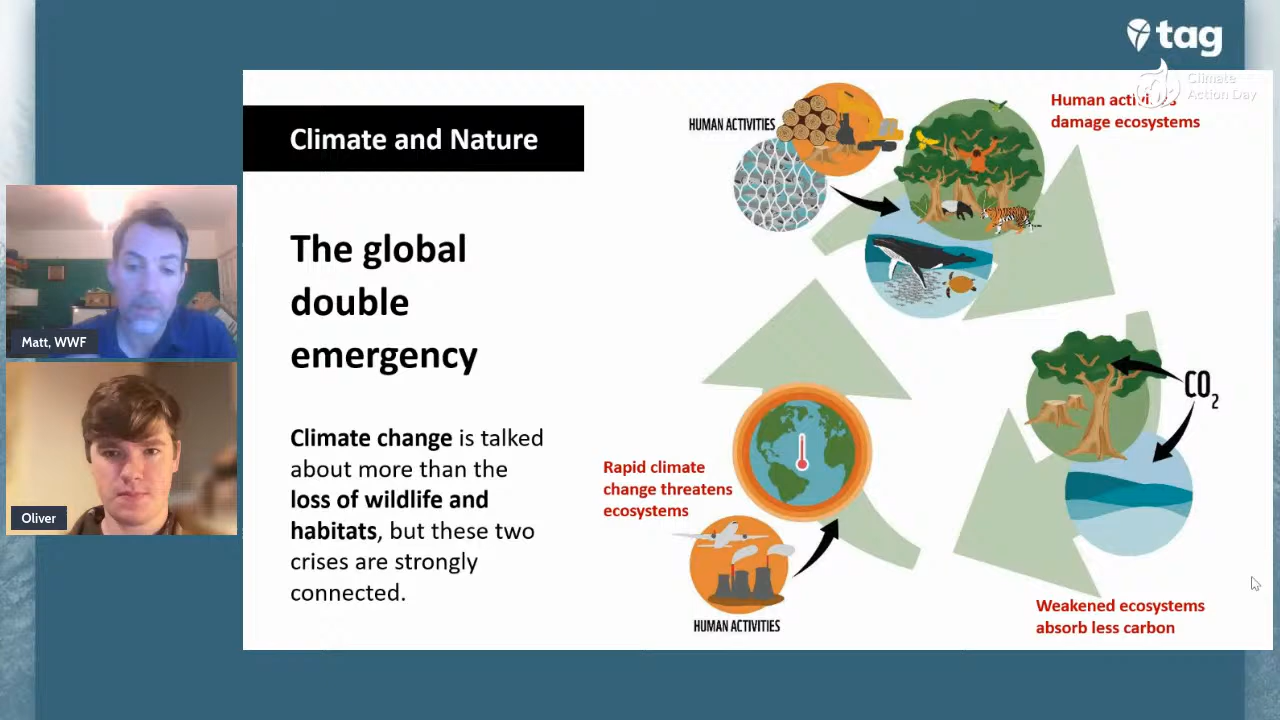 tag
Climate
Action Day
Climate and Nature
The global
double
emergency
Climate change is talked
about more than the
loss of wildlife and
habitats, but these two
crises are strongly
connected.
HUMAN ACTIVITIES
Human activities
damage ecosystems
CO2
Rapid climate
change threatens
ecosystems
HUMAN ACTIVITIES
Weakened ecosystems
absorb less carbon
Matt, WWF
Oliver